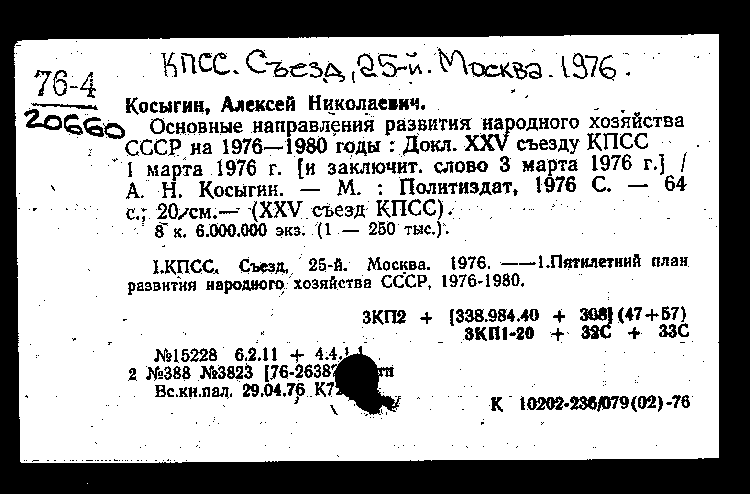 КПСС. Съезд, 25-й. Москва. 1976.
76-4
20660
Косыгин, Алексей Николаевич.
Основные направления развития народного хозяйства
СССР на 1976—1980 годы : Докл. XXV съезду КПСС
1 марта 1976 г. [и заключит. слово 3 марта 1976 г.] /
А. Н. Косыгин. — М. : Политиздат, 1976 С. — 64
с.; 20 см.— (XXV съезд КПСС).
8 к. 6.000.000 экз. (1 — 250 тыс.).
1.КПСС. Съезд, 25-й. Москва. 1976. ——1.Пятилетний план
развития народного хозяйства СССР, 1976-1980.
3КП2 + [338.984.40 + 308] (47+57)
3КП1-20 + 32С + 33С
№15228 6.2.11 + 4.4.1.1
2 №388 №3823 [76-2638
Вс.кн.пал. 29.04.76 К7
К 10202-236/079(02)-76